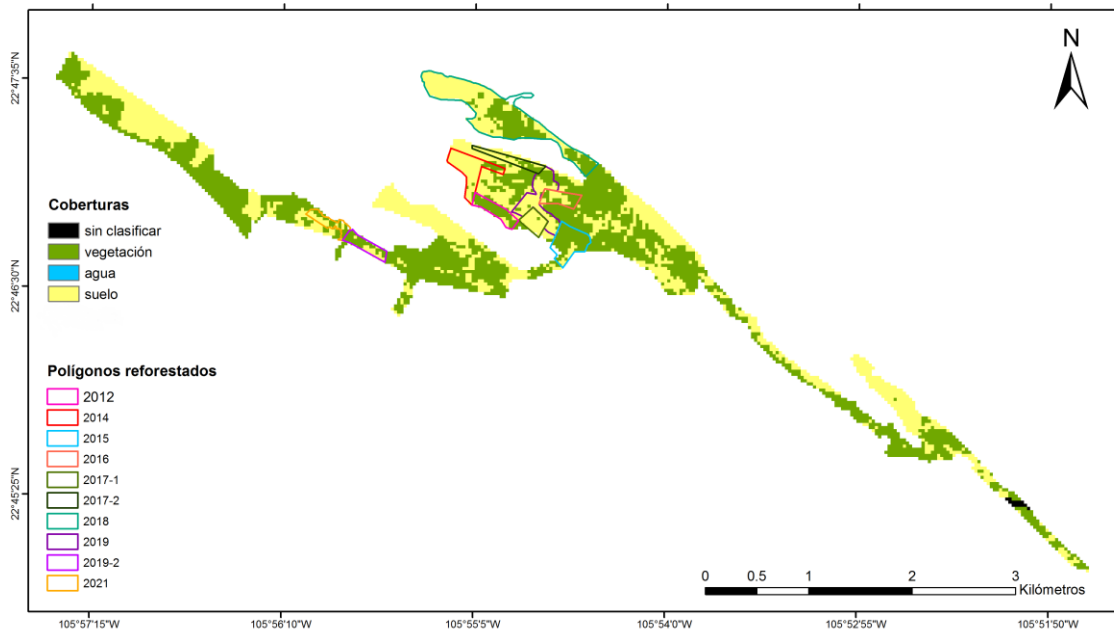 N
22°47'35"N
22°46'30"N
22°45'25"N
Coberturas
sin clasificar
vegetación
agua
suelo
Polígonos reforestados
2012
2014
2015
2016
2017-1
2017-2
2018
2019
2019-2
2021
0 0.5 1 2 3
Kilómetros
105°57'15"W 105°56'10"W 105°55'5"W 105°54'0"W 105°52'55"W 105°51'50"W